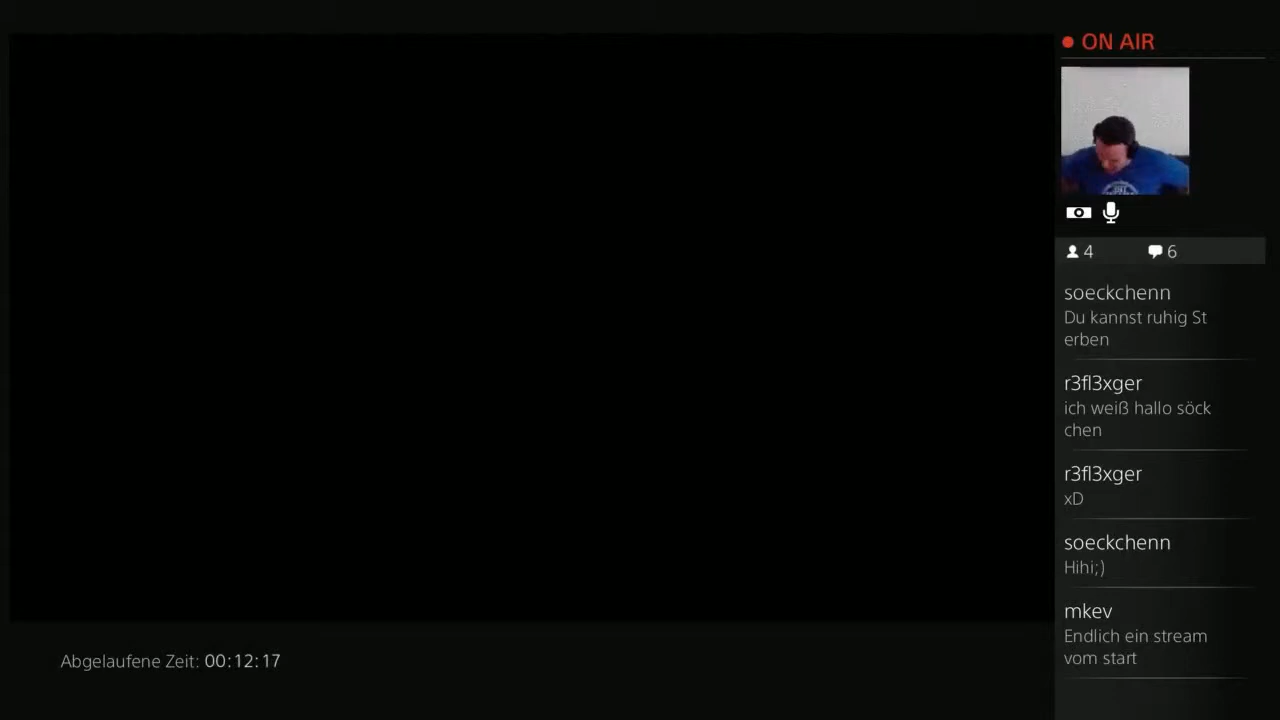 ON AIR
4 6
soeckchenn
Du kannst ruhig St
erben
r3fl3xger
ich weiß hallo söck
chen
r3fl3xger
xD
soeckchenn
Hihi;)
mkev
Endlich ein stream
vom start
Abgelaufene Zeit: 00:12:17